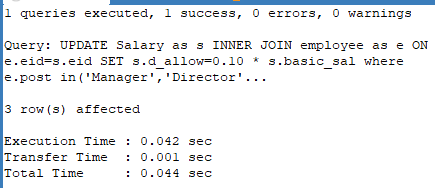 1 queries executed, 1 success, 0 errors, 0 warnings
Query: UPDATE Salary as s INNER JOIN employee as e ON
e.eid=s.eid SET s.d_allow=0.10 * s.basic_sal where
e.post in('Manager','Director'...
3 row(s) affected
Execution Time : 0.042 sec
Transfer Time  : 0.001 sec
Total Time     : 0.044 sec